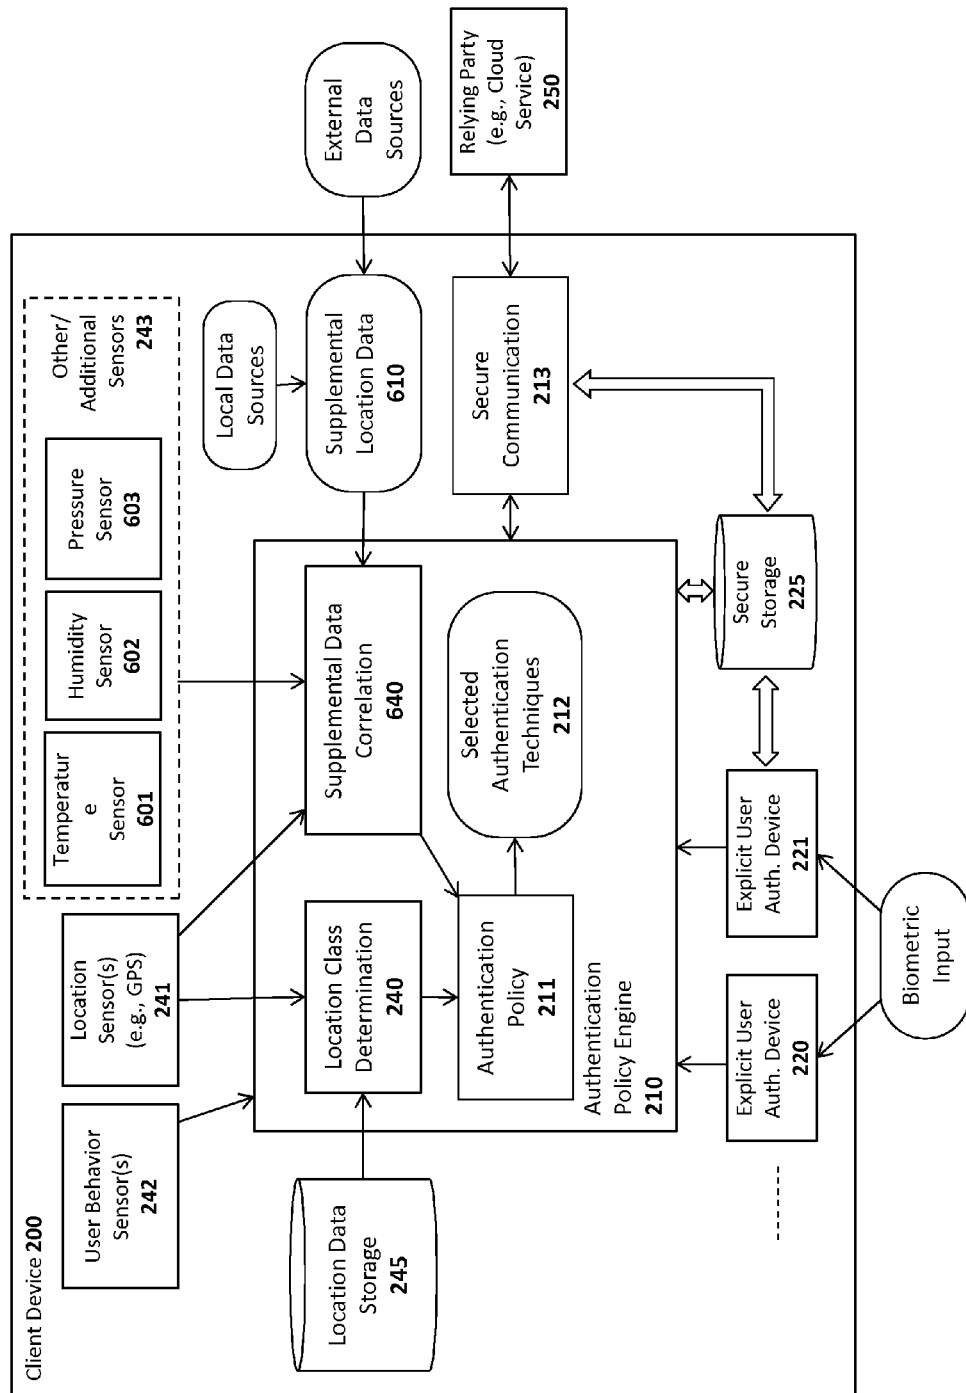 Client Device 200
User Behavior
Sensor(s)
242
Location
Sensor(s)
(e.g., GPS)
241
Temperatur
e
Sensor
601
Humidity
Sensor
602
Pressure
Sensor
603
Other/
Additional
Sensors
243
Location Data
Storage
245
Location Class
Determination
240
Supplemental Data
Correlation
640
Local Data
Sources
Supplemental
Location Data
610
External
Data
Sources
Authentication
Policy
211
Selected
Authentication
Techniques
212
Authentication
Policy Engine
210
Secure
Communication
213
Relying Party
(e.g., Cloud
Service)
250
Explicit User
Auth. Device
220
Explicit User
Auth. Device
221
Secure
Storage
225
Biometric
Input